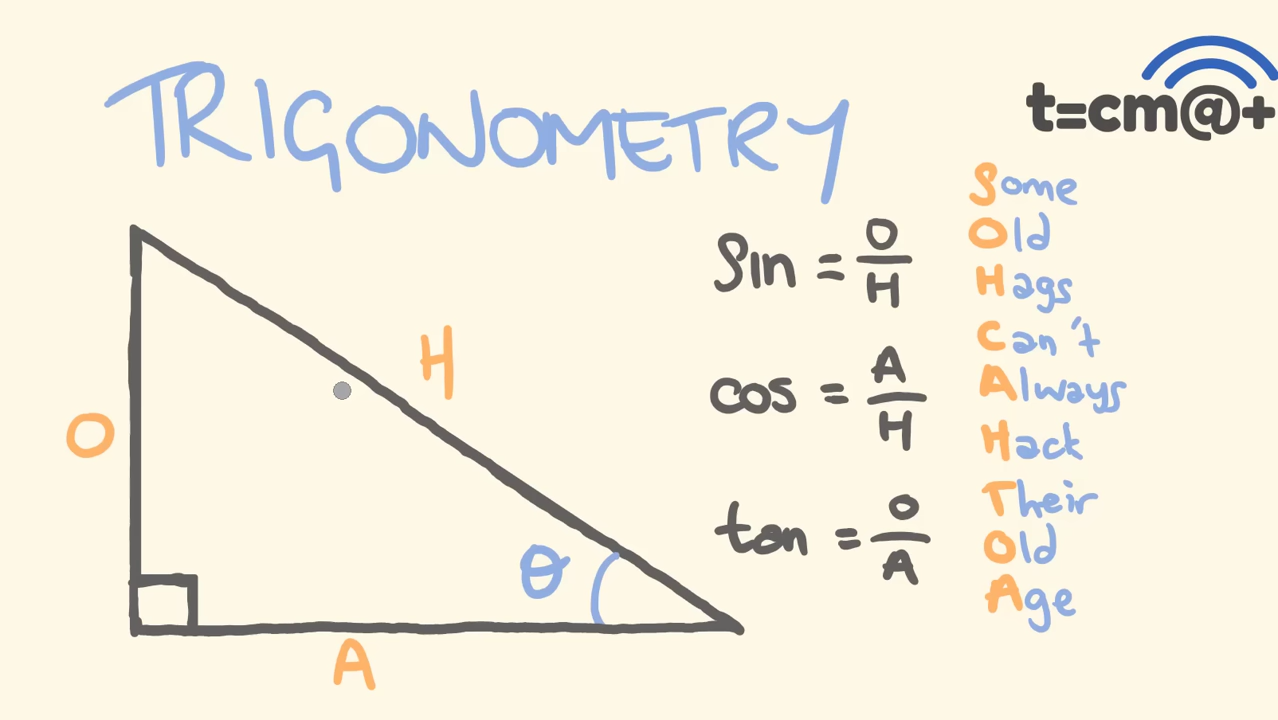 TRIGONOMETRY
t=cm@+
O
H
θ
A
Sin = O/H
cos = A/H
tan = O/A
Some
Old
Hags
Can't
Always
Hack
Their
Old
Age